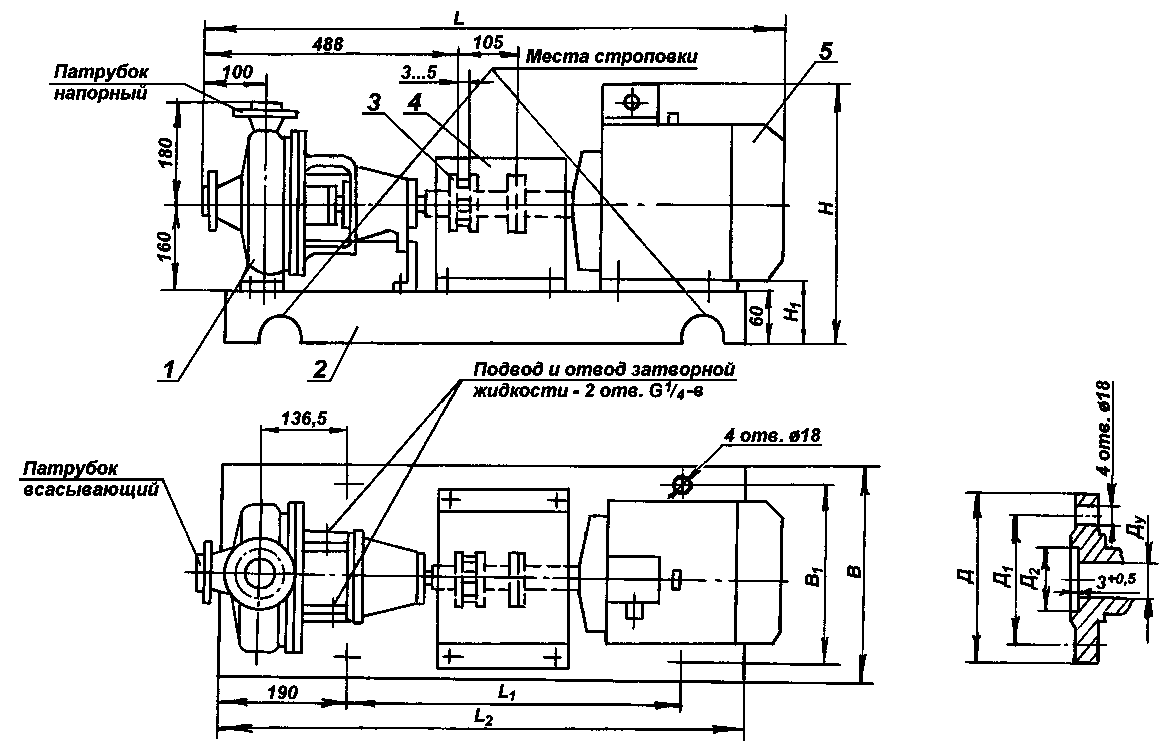 L
488
105
Места строповки
5
Патрубок
напорный
100
3...5
3
4
180
160
H
H1
60
1
2
Подвод и отвод затворной
жидкости - 2 отв. G1/4-в
136,5
4 отв. ø18
Патрубок
всасывающий
В1
В
190
L1
L2
4 отв. ø18
Д
Д1
Д2
3+0,5
Ду